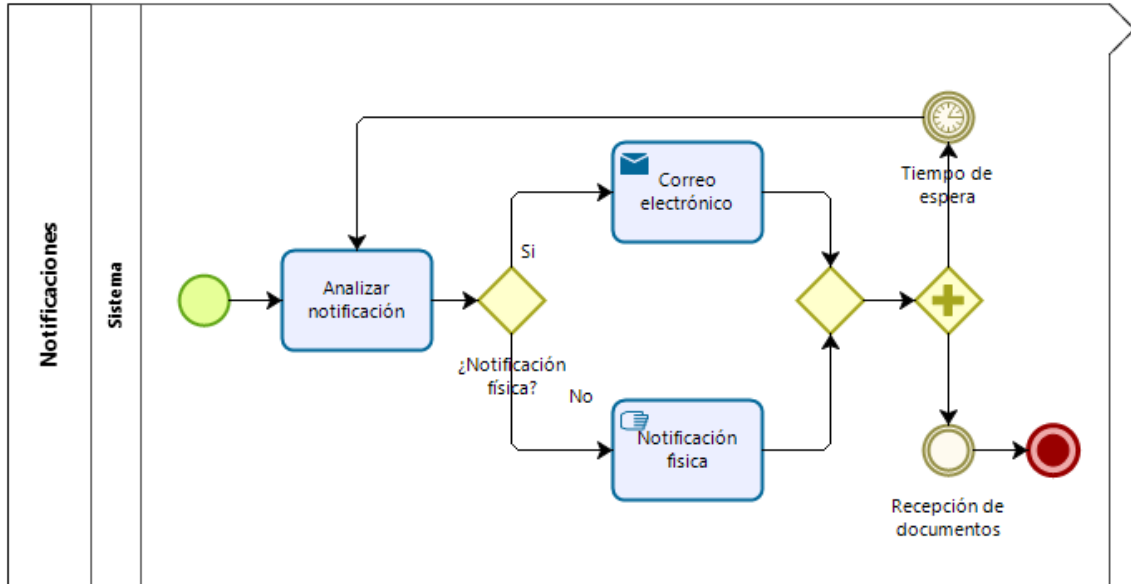 Notificaciones
Sistema
Analizar
notificación
¿Notificación
física?
Si
No
Correo
electrónico
Notificación
fisica
Tiempo de
espera
Recepción de
documentos